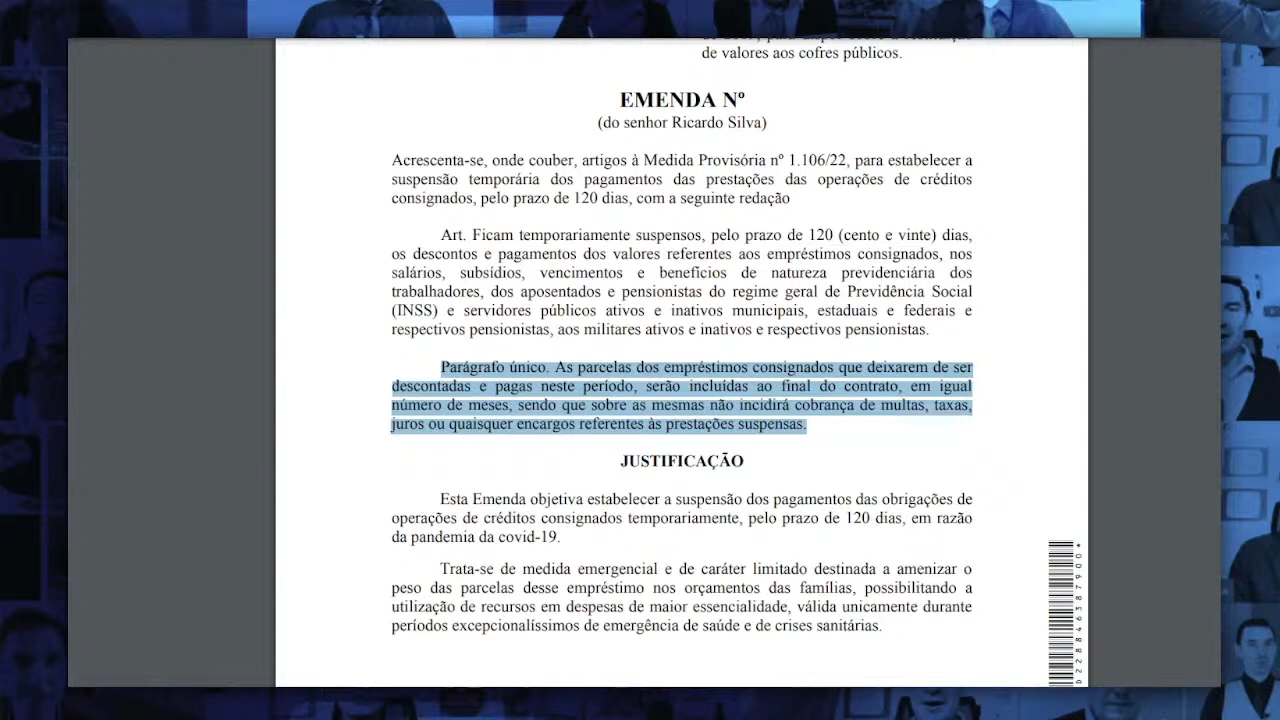 de valores aos cofres públicos.
EMENDA Nº
(do senhor Ricardo Silva)
Acrescenta-se, onde couber, artigos à Medida Provisória nº 1.106/22, para estabelecer a
suspensão temporária dos pagamentos das prestações das operações de créditos
consignados, pelo prazo de 120 dias, com a seguinte redação
Art. Ficam temporariamente suspensos, pelo prazo de 120 (cento e vinte) dias,
os descontos e pagamentos dos valores referentes aos empréstimos consignados, nos
salários, subsídios, vencimentos e benefícios de natureza previdenciária dos
trabalhadores, dos aposentados e pensionistas do regime geral de Previdência Social
(INSS) e servidores públicos ativos e inativos municipais, estaduais e federais e
respectivos pensionistas, aos militares ativos e inativos e respectivos pensionistas.
Parágrafo único. As parcelas dos empréstimos consignados que deixarem de ser
descontadas e pagas neste período, serão incluídas ao final do contrato, em igual
número de meses, sendo que sobre as mesmas não incidirá cobrança de multas, taxas,
juros ou quaisquer encargos referentes às prestações suspensas.
JUSTIFICAÇÃO
Esta Emenda objetiva estabelecer a suspensão dos pagamentos das obrigações de
operações de créditos consignados temporariamente, pelo prazo de 120 dias, em razão
da pandemia da covid-19.
Trata-se de medida emergencial e de caráter limitado destinada a amenizar o
peso das parcelas desse empréstimo nos orçamentos das famílias, possibilitando a
utilização de recursos em despesas de maior essencialidade, válida unicamente durante
períodos excepcionalíssimos de emergência de saúde e de crises sanitárias.